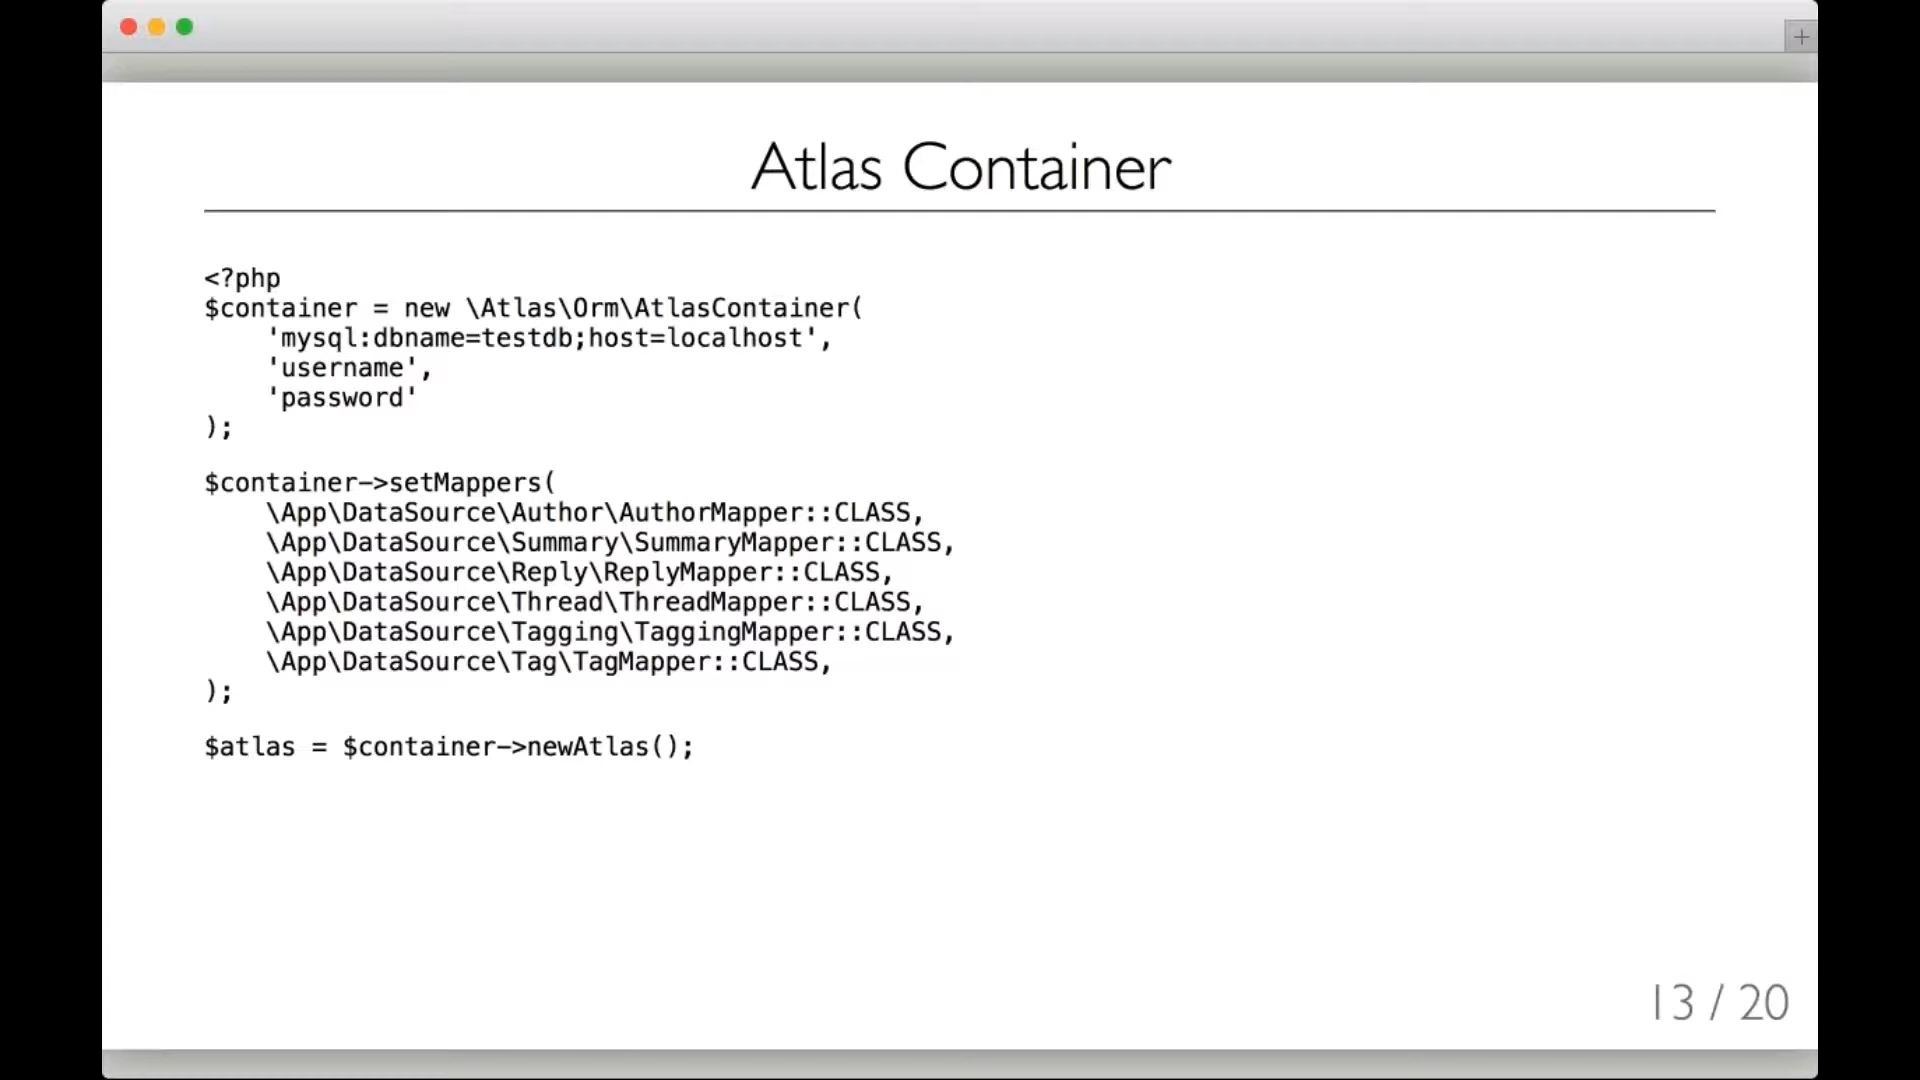 Atlas Container
<?php
$container = new \Atlas\Orm\AtlasContainer(
    'mysql:dbname=testdb;host=localhost',
    'username',
    'password'
);
$container->setMappers(
    \App\DataSource\Author\AuthorMapper::CLASS,
    \App\DataSource\Summary\SummaryMapper::CLASS,
    \App\DataSource\Reply\ReplyMapper::CLASS,
    \App\DataSource\Thread\ThreadMapper::CLASS,
    \App\DataSource\Tagging\TaggingMapper::CLASS,
    \App\DataSource\Tag\TagMapper::CLASS,
);
$atlas = $container->newAtlas();
13 / 20